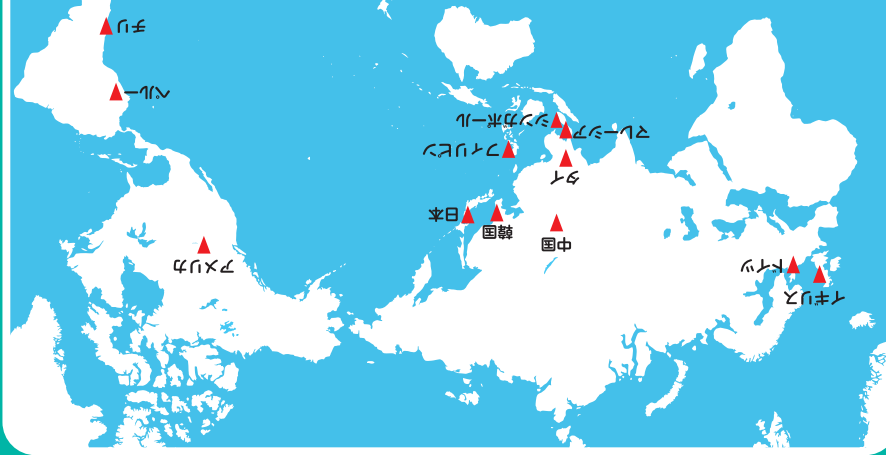 イギリス
ドイツ
アメリカ
中国
韓国
日本
タイ
フィリピン
マレーシア
シンガポール
ペルー
チリ